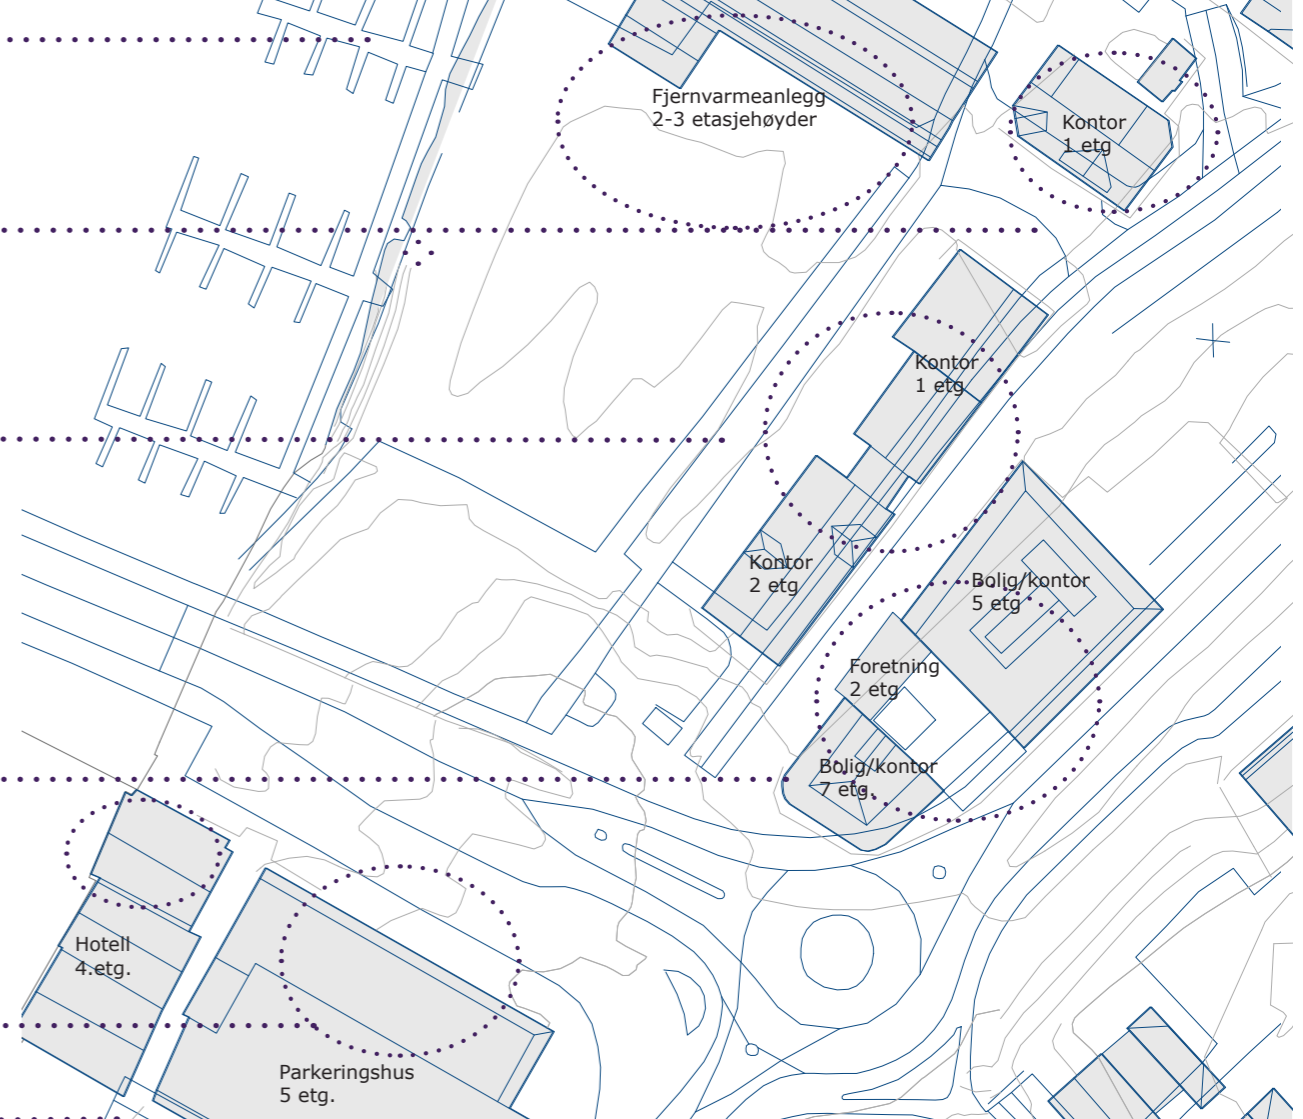 Fjernvarmeanlegg
2-3 etasjehøyder
Kontor
1 etg
Kontor
1 etg
Kontor
2 etg
Bolig/kontor
5 etg
Foretning
2 etg
Bolig/kontor
7 etg.
Hotell
4.etg.
Parkeringshus
5 etg.